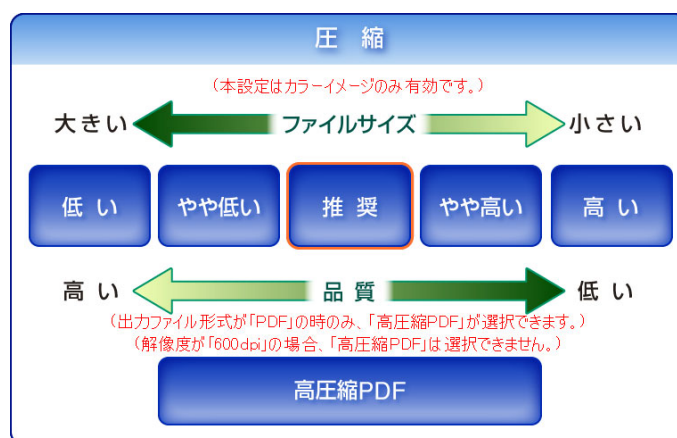 圧 縮
(本設定はカラーイメージのみ有効です。)
大きい ファイルサイズ 小さい
低 い やや低い 推 奨 やや高い 高 い
高 い 品 質 低 い
(出力ファイル形式が「PDF」の時のみ、「高圧縮PDF」が選択できます。)
(解像度が「600dpi」の場合、「高圧縮PDF」は選択できません。)
高圧縮PDF